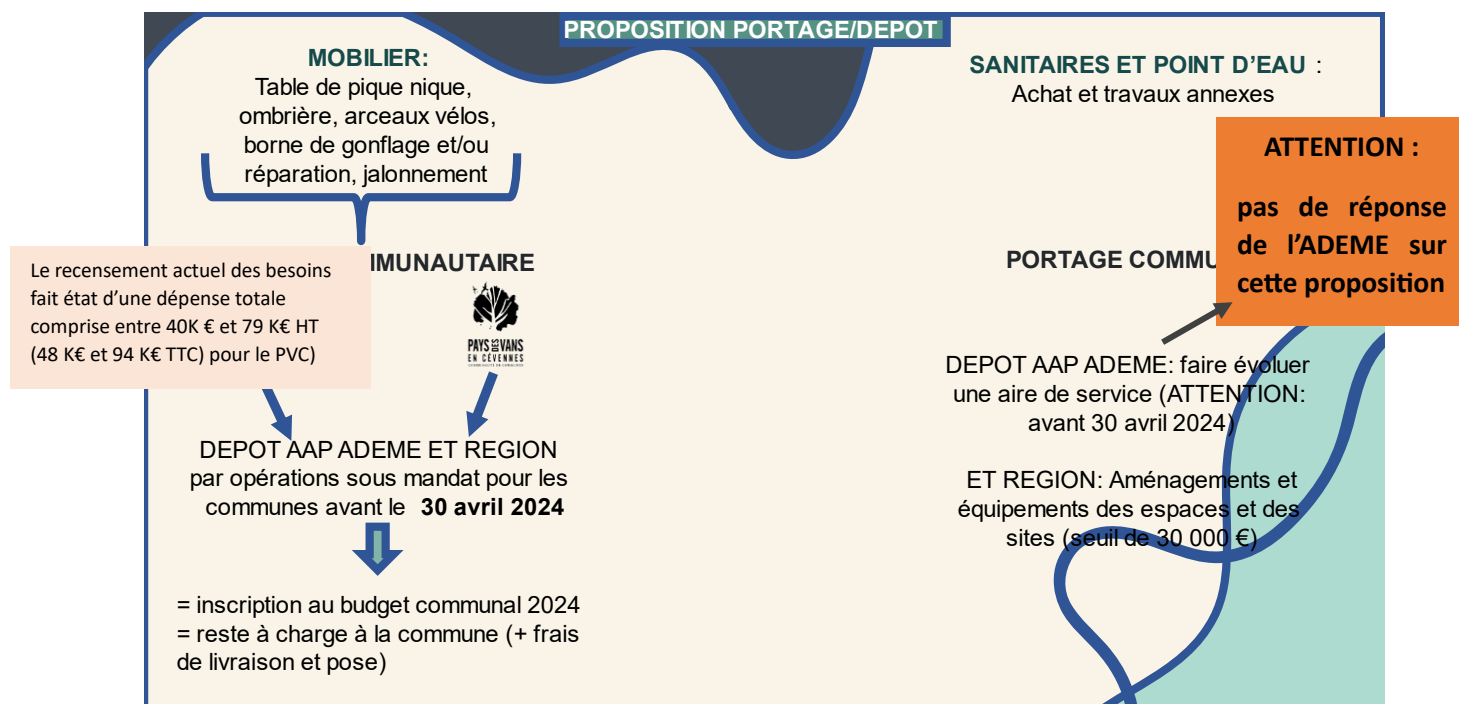 PROPOSITION PORTAGE/DEPOT
MOBILIER:
Table de pique nique,
ombrière, arceaux vélos,
borne de gonflage et/ou
réparation, jalonnement
Le recensement actuel des besoins
fait état d’une dépense totale
comprise entre 40K € et 79 K€ HT
(48 K€ et 94 K€ TTC) pour le PVC)
MMUNAUTAIRE
PAYS DES VANS
EN CÉVENNES
COMMUNAUTÉ DE COMMUNES
DEPOT AAP ADEME ET REGION
par opérations sous mandat pour les
communes avant le 30 avril 2024
= inscription au budget communal 2024
= reste à charge à la commune (+ frais
de livraison et pose)
SANITAIRES ET POINT D’EAU :
Achat et travaux annexes
ATTENTION :
pas de réponse
de l’ADEME sur
cette proposition
PORTAGE COMMU
DEPOT AAP ADEME: faire évoluer
une aire de service (ATTENTION:
avant 30 avril 2024)
ET REGION: Aménagements et
équipements des espaces et des
sites (seuil de 30 000 €)